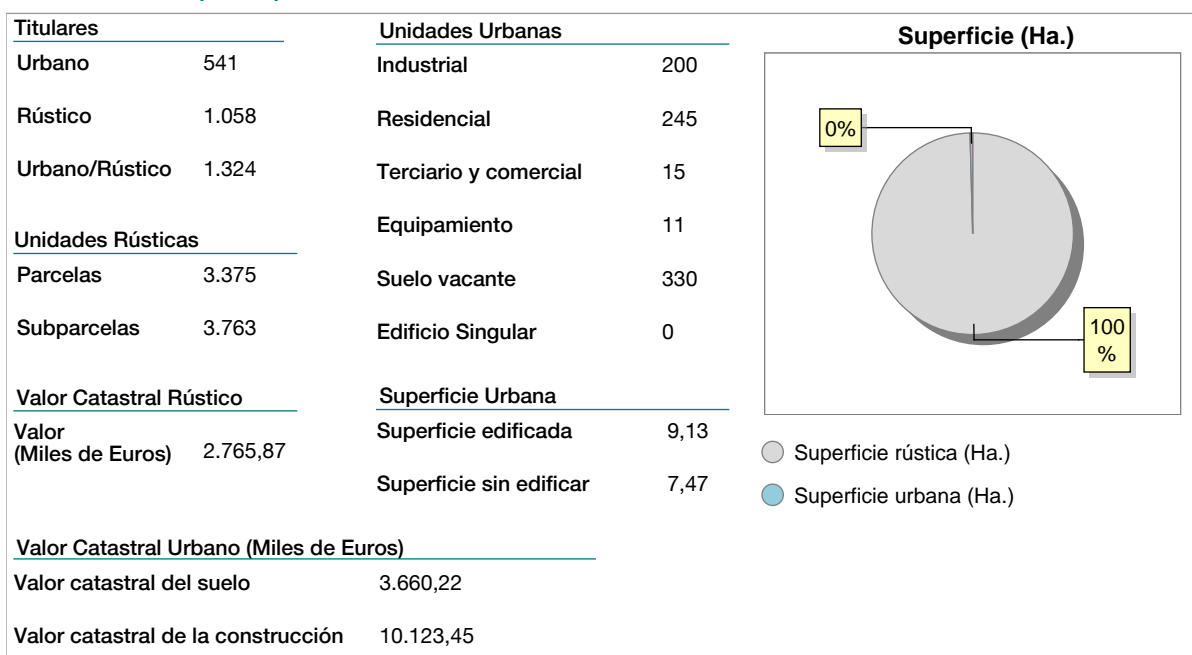 Titulares
Urbano 541
Rústico 1.058
Urbano/Rústico 1.324
Unidades Rústicas
Parcelas 3.375
Subparcelas 3.763
Valor Catastral Rústico
Valor
(Miles de Euros) 2.765,87
Unidades Urbanas
Industrial 200
Residencial 245
Terciario y comercial 15
Equipamiento 11
Suelo vacante 330
Edificio Singular 0
Superficie Urbana
Superficie edificada 9,13
Superficie sin edificar 7,47
Superficie (Ha.)
0%
100
%
Superficie rústica (Ha.)
Superficie urbana (Ha.)
Valor Catastral Urbano (Miles de Euros)
Valor catastral del suelo 3.660,22
Valor catastral de la construcción 10.123,45